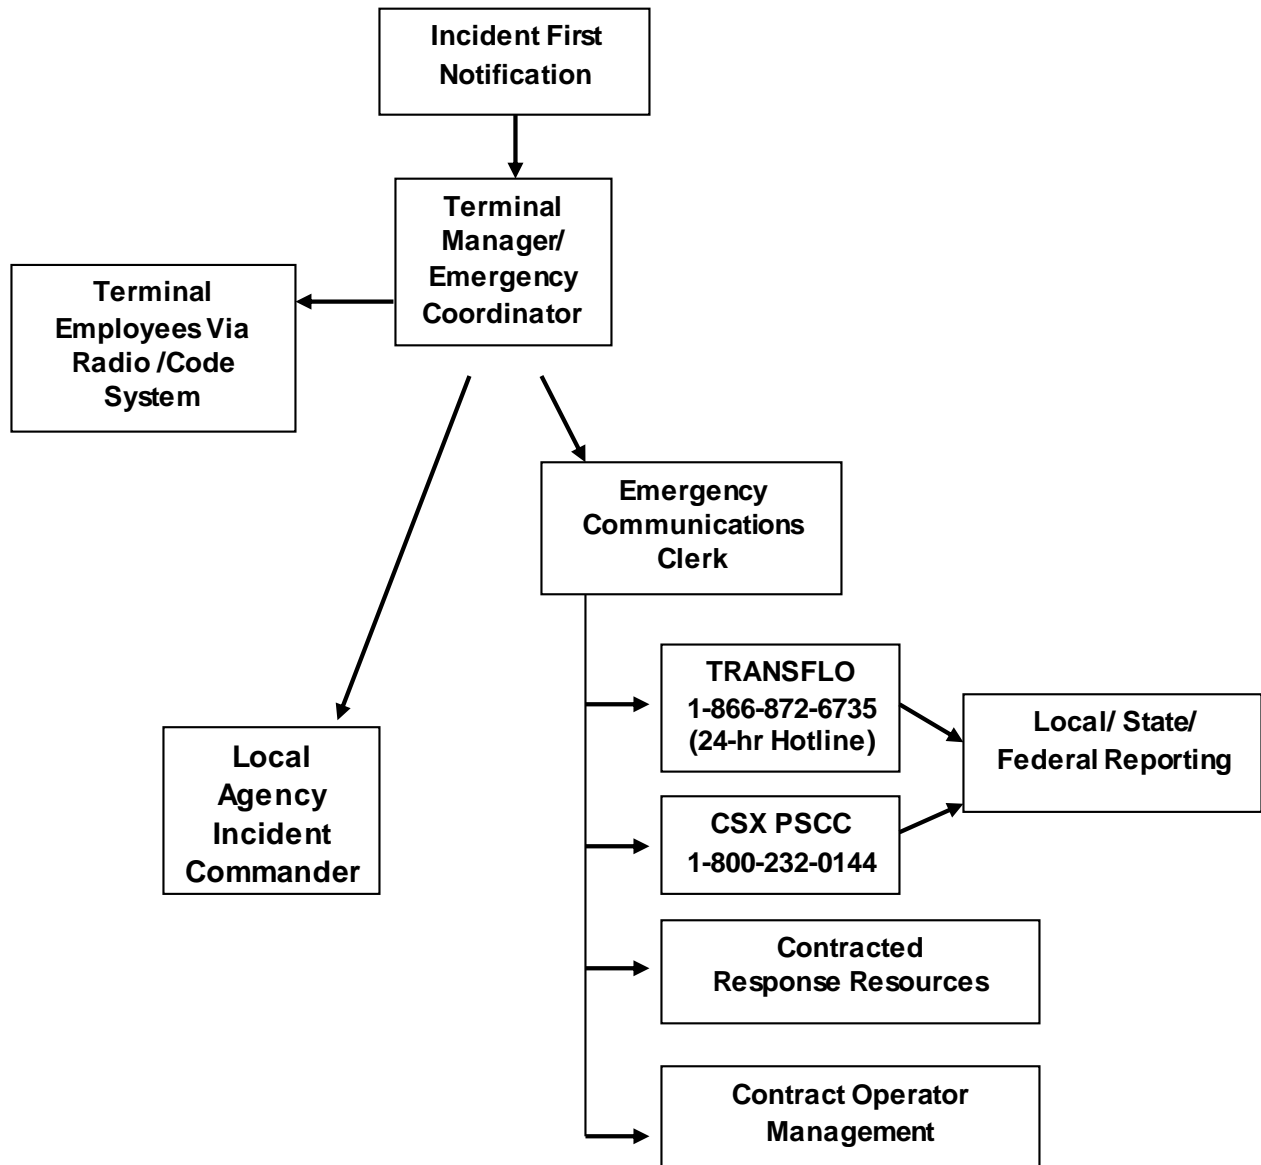 Incident First
Notification
Terminal
Manager/
Emergency
Coordinator
Terminal
Employees Via
Radio /Code
System
Emergency
Communications
Clerk
TRANSFLO
1-866-872-6735
(24-hr Hotline)
Local/ State/
Federal Reporting
Local
Agency
Incident
Commander
CSX PSCC
1-800-232-0144
Contracted
Response Resources
Contract Operator
Management